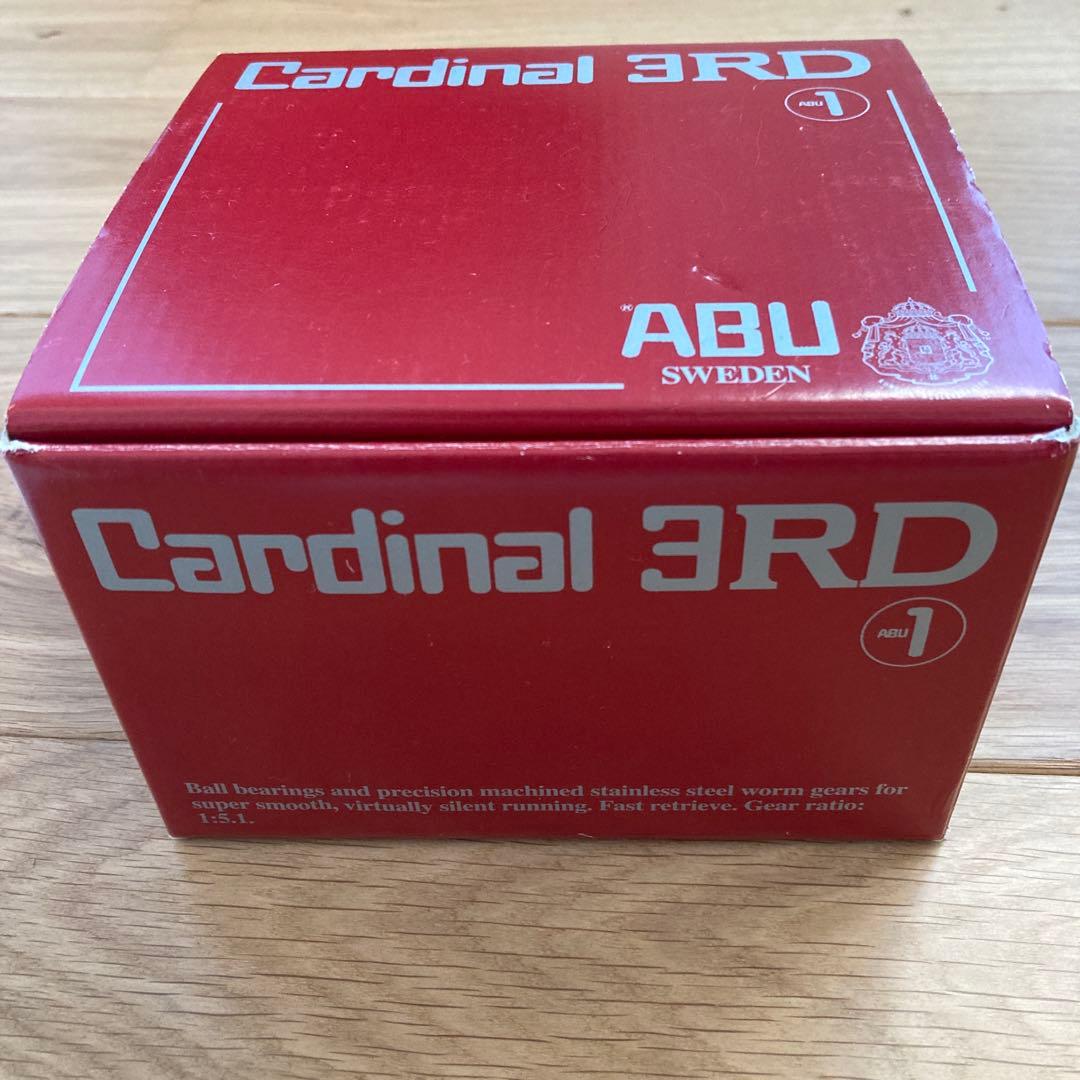 Cardinal 3RD
ABU 1
® ABU
SWEDEN
Cardinal 3RD
ABU 1
Ball bearings and precision machined stainless steel worm gears for
super smooth, virtually silent running. Fast retrieve. Gear ratio:
1:5.1.